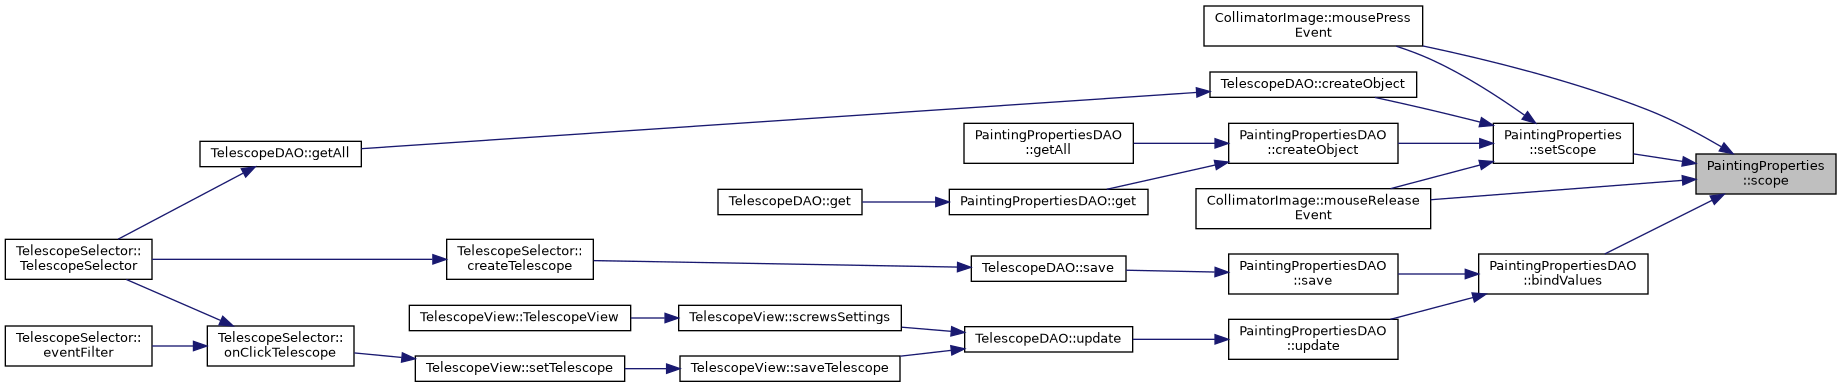 CollimatorImage::mousePress
Event
TelescopeDAO::createObject
PaintingPropertiesDAO
::getAll
PaintingPropertiesDAO
::createObject
PaintingProperties
::setScope
TelescopeDAO::getAll
PaintingProperties
::scope
TelescopeDAO::get
PaintingPropertiesDAO::get
CollimatorImage::mouseRelease
Event
TelescopeSelector::
TelescopeSelector
TelescopeSelector::
createTelescope
TelescopeDAO::save
PaintingPropertiesDAO
::save
PaintingPropertiesDAO
::bindValues
TelescopeView::TelescopeView
TelescopeView::screwsSettings
TelescopeSelector::
eventFilter
TelescopeSelector::
onClickTelescope
TelescopeDAO::update
PaintingPropertiesDAO
::update
TelescopeView::setTelescope
TelescopeView::saveTelescope